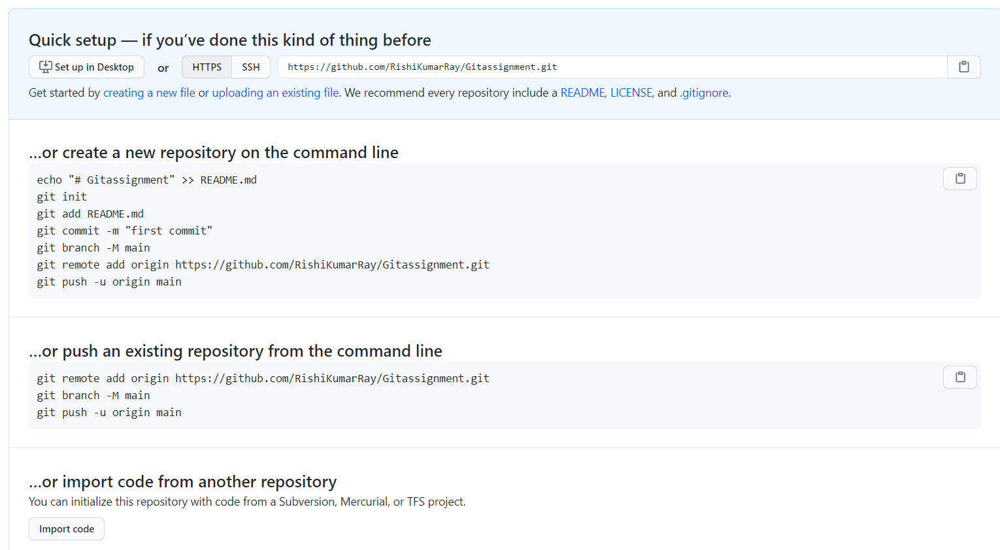 Quick setup — if you’ve done this kind of thing before
Set up in Desktop or HTTPS SSH https://github.com/RishiKumarRay/Gitassignment.git
Get started by creating a new file or uploading an existing file. We recommend every repository include a README, LICENSE, and .gitignore.
…or create a new repository on the command line
echo "# Gitassignment" >> README.md
git init
git add README.md
git commit -m "first commit"
git branch -M main
git remote add origin https://github.com/RishiKumarRay/Gitassignment.git
git push -u origin main
…or push an existing repository from the command line
git remote add origin https://github.com/RishiKumarRay/Gitassignment.git
git branch -M main
git push -u origin main
…or import code from another repository
You can initialize this repository with code from a Subversion, Mercurial, or TFS project.
Import code